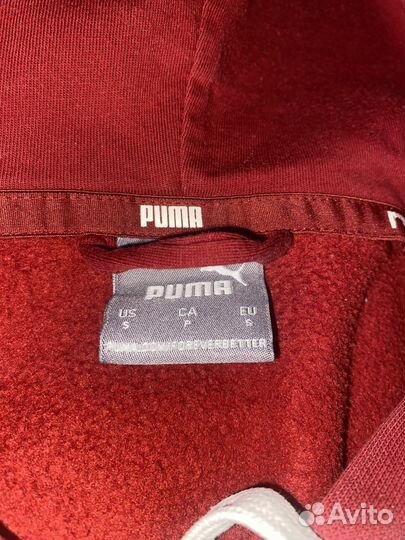 PUMA
PUMA
US CA EU
S P S
PUMA.COM/FOREVERBETTER
Avito